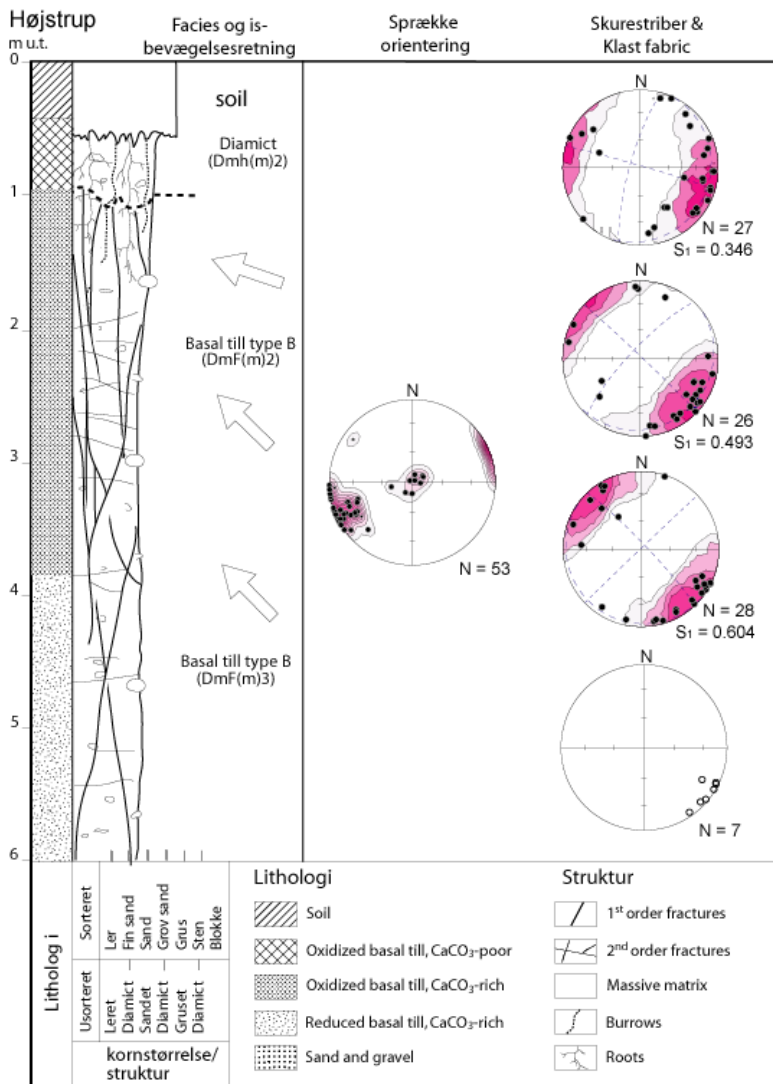 Højstrup
m u.t.
Facies og is-
bevægelsesretning
Sprække
orientering
Skurestriber &
Klast fabric
0
1
2
3
4
5
6
soil
Diamict
(Dmh(m)2)
Basal till type B
(DmF(m)2)
Basal till type B
(DmF(m)3)
N
N = 53
N
N = 27
S1 = 0.346
N
N = 26
S1 = 0.493
N
N = 28
S1 = 0.604
N
N = 7
Litholog i
Sorteret
Usorteret
Ler
Fin sand
Sand
Grov sand
Grus
Sten
Blokke
Leret
Diamict
Sandet
Diamict
Gruset
Diamict
kornstørrelse/
struktur
Lithologi
Soil
Oxidized basal till, CaCO3-poor
Oxidized basal till, CaCO3-rich
Reduced basal till, CaCO3-rich
Sand and gravel
Struktur
1st order fractures
2nd order fractures
Massive matrix
Burrows
Roots